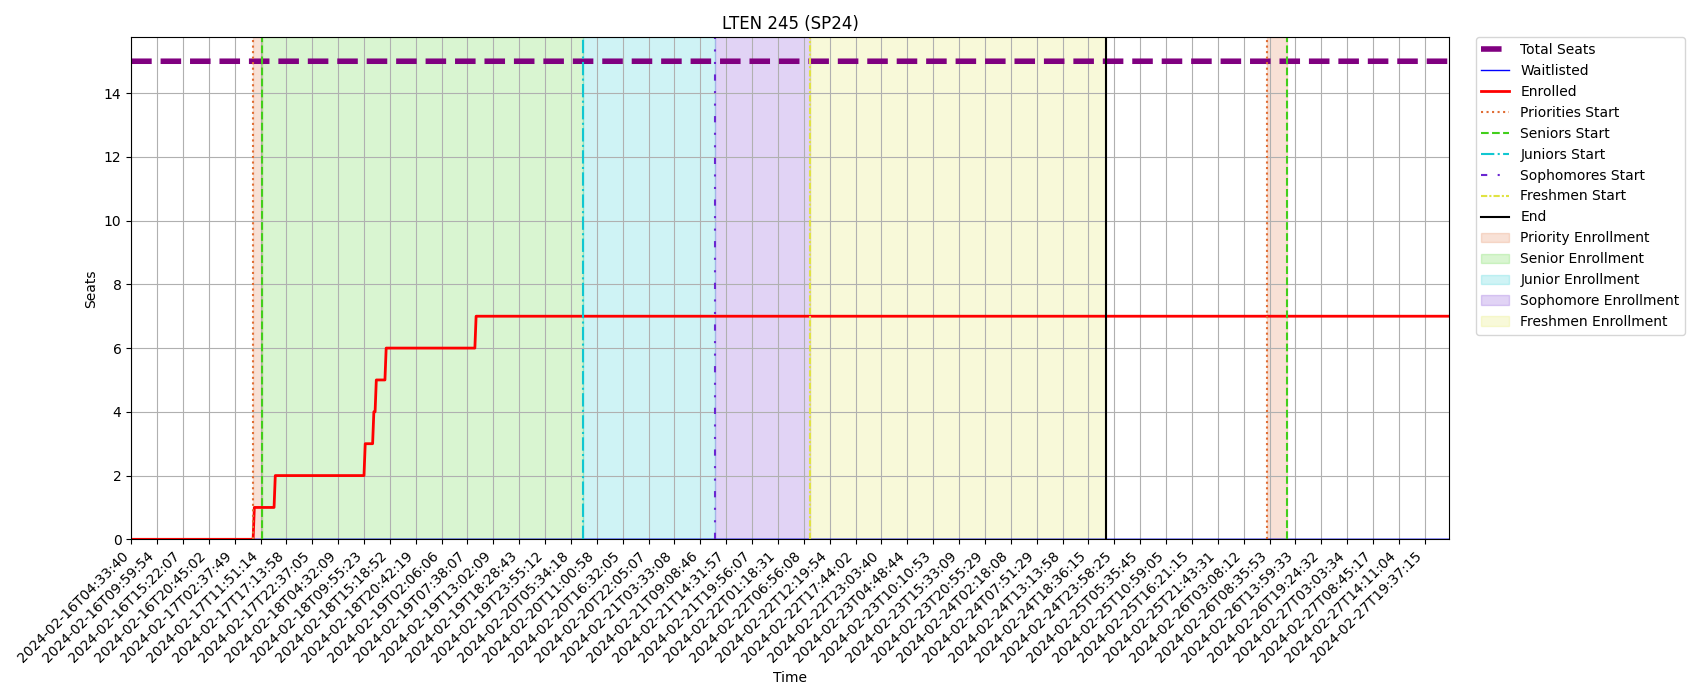 LTEN 245 (SP24)
Seats
14
12
10
8
6
4
2
0
2024-02-16T04:33:40
2024-02-16T09:59:54
2024-02-16T15:22:07
2024-02-16T20:45:02
2024-02-17T02:37:49
2024-02-17T11:51:14
2024-02-17T17:13:58
2024-02-17T22:37:05
2024-02-18T04:32:09
2024-02-18T09:55:23
2024-02-18T15:18:52
2024-02-18T20:42:19
2024-02-19T02:06:06
2024-02-19T07:38:07
2024-02-19T13:02:09
2024-02-19T18:28:43
2024-02-19T23:55:12
2024-02-20T05:34:18
2024-02-20T11:00:58
2024-02-20T16:32:05
2024-02-20T22:05:07
2024-02-21T03:33:08
2024-02-21T09:08:46
2024-02-21T14:31:57
2024-02-21T19:56:07
2024-02-22T01:18:31
2024-02-22T06:56:08
2024-02-22T12:19:54
2024-02-22T17:44:02
2024-02-22T23:03:40
2024-02-23T04:48:44
2024-02-23T10:10:53
2024-02-23T15:33:09
2024-02-23T20:55:29
2024-02-24T02:18:08
2024-02-24T07:51:29
2024-02-24T13:13:58
2024-02-24T18:36:15
2024-02-24T23:58:25
2024-02-25T05:35:45
2024-02-25T10:59:05
2024-02-25T16:21:15
2024-02-25T21:43:31
2024-02-26T03:08:12
2024-02-26T08:35:53
2024-02-26T13:59:33
2024-02-26T19:24:32
2024-02-27T03:03:34
2024-02-27T08:45:17
2024-02-27T14:11:04
2024-02-27T19:37:15
Time
Total Seats
Waitlisted
Enrolled
Priorities Start
Seniors Start
Juniors Start
Sophomores Start
Freshmen Start
End
Priority Enrollment
Senior Enrollment
Junior Enrollment
Sophomore Enrollment
Freshmen Enrollment